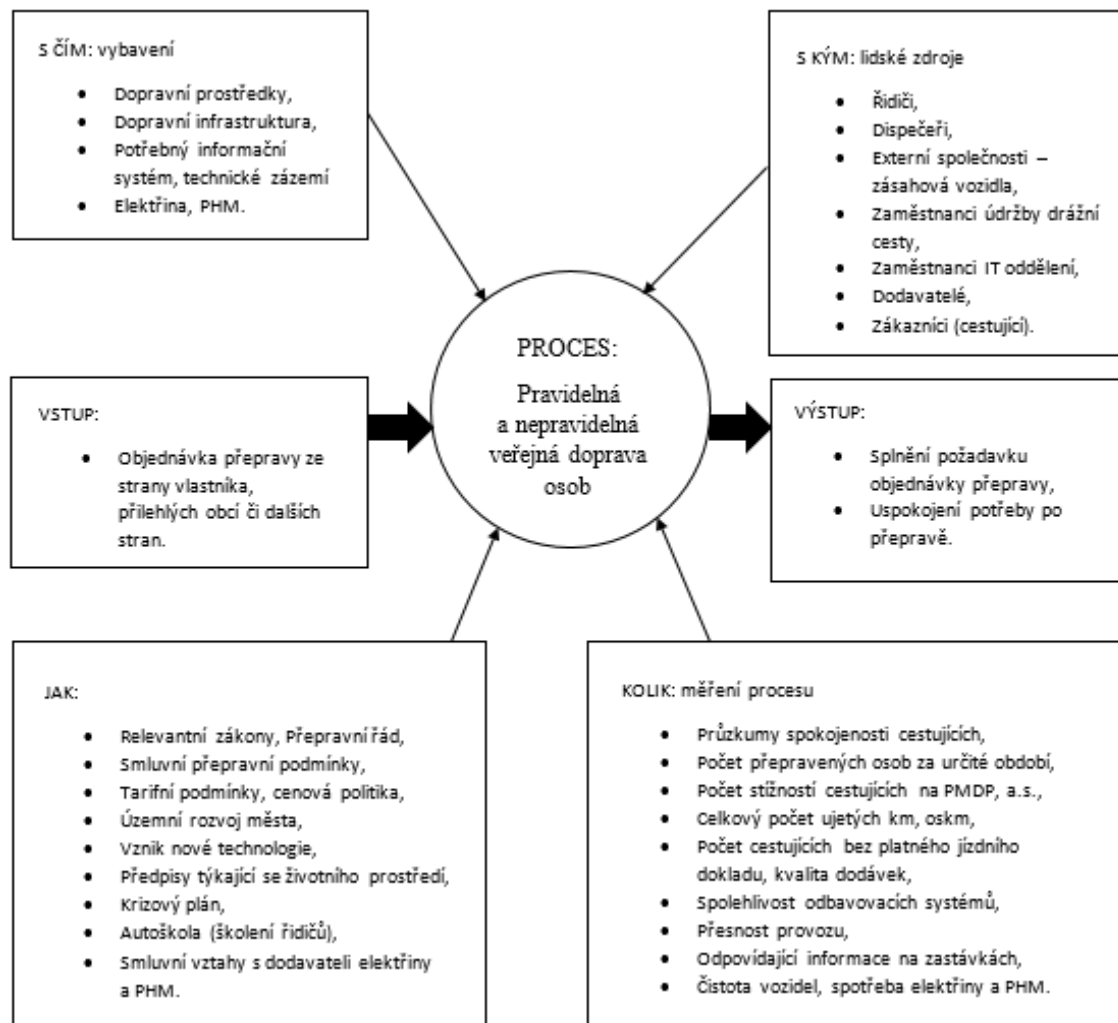 S ČÍM: vybavení
• Dopravní prostředky,
• Dopravní infrastruktura,
• Potřebný informační
systém, technické zázemí
• Elektřina, PHM.
S KÝM: lidské zdroje
• Řidiči,
• Dispečeři,
• Externí společnosti –
zásahová vozidla,
• Zaměstnanci údržby drážní
cesty,
• Zaměstnanci IT oddělení,
• Dodavatelé,
• Zákazníci (cestující).
VSTUP:
• Objednávka přepravy ze
strany vlastníka,
přilehlých obcí či dalších
stran.
PROCES:
Pravidelná
a nepravidelná
veřejná doprava
osob
VÝSTUP:
• Splnění požadavku
objednávky přepravy,
• Uspokojení potřeby po
přepravě.
JAK:
• Relevantní zákony, Přepravní řád,
• Smluvní přepravní podmínky,
• Tarifní podmínky, cenová politika,
• Územní rozvoj města,
• Vznik nové technologie,
• Předpisy týkající se životního prostředí,
• Krizový plán,
• Autoškola (školení řidičů),
• Smluvní vztahy s dodavateli elektřiny
a PHM.
KOLIK: měření procesu
• Průzkumy spokojenosti cestujících,
• Počet přepravených osob za určité období,
• Počet stížností cestujících na PMDP, a.s.,
• Celkový počet ujetých km, oskm,
• Počet cestujících bez platného jízdního
dokladu, kvalita dodávek,
• Spolehlivost odbavovacích systémů,
• Přesnost provozu,
• Odpovídající informace na zastávkách,
• Čistota vozidel, spotřeba elektřiny a PHM.